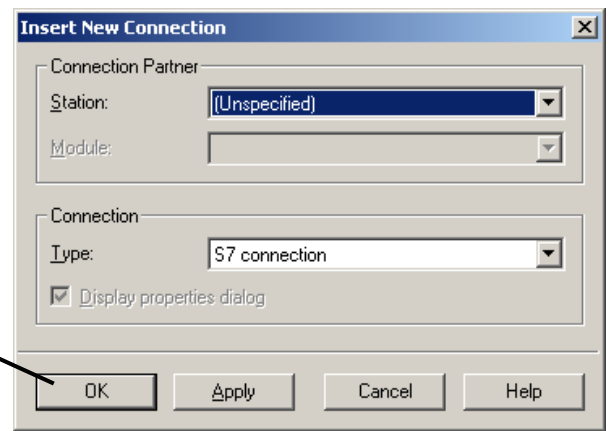 Insert New Connection
Connection Partner
Station: (Unspecified)
Module:
Connection
Type: S7 connection
Display properties dialog
OK Apply Cancel Help